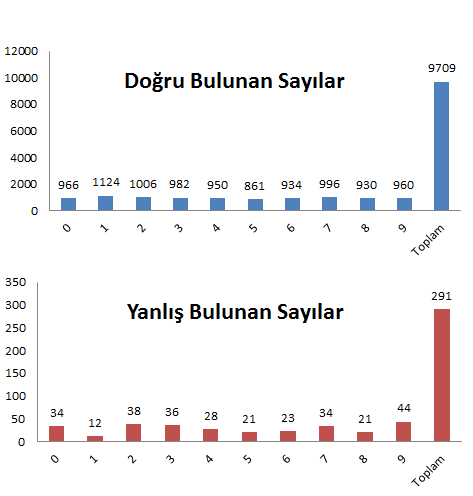 Doğru Bulunan Sayılar
12000
10000
8000
6000
4000
2000
0
966 1124 1006 982 950 861 934 996 930 960 9709
0 1 2 3 4 5 6 7 8 9 Toplam
Yanlış Bulunan Sayılar
350
300
250
200
150
100
50
0
34 12 38 36 28 21 23 34 21 44 291
0 1 2 3 4 5 6 7 8 9 Toplam